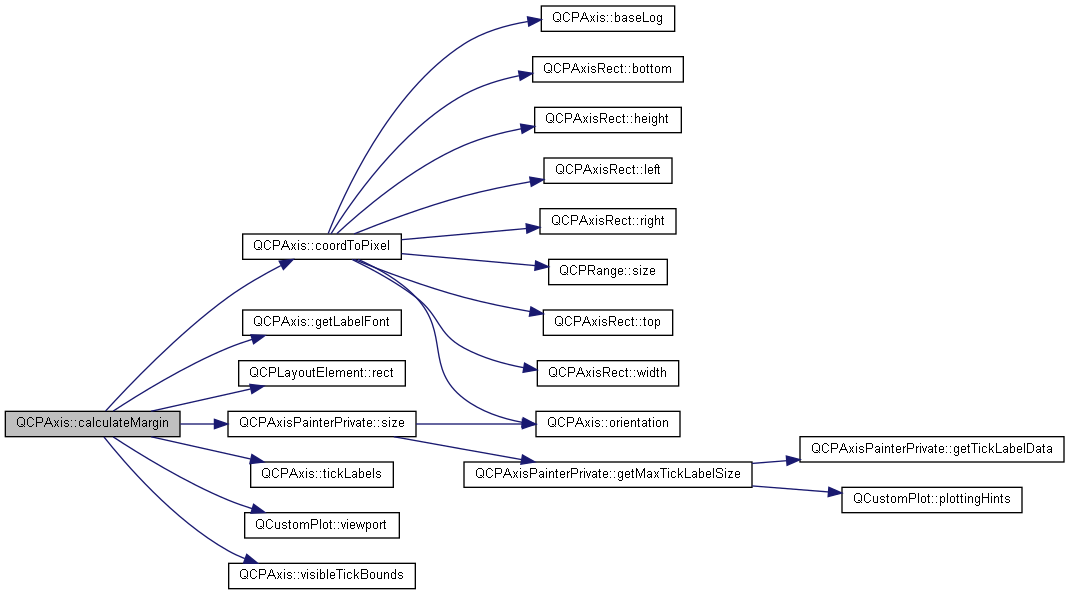 QCPAxis::baseLog
QCPAxisRect::bottom
QCPAxisRect::height
QCPAxisRect::left
QCPAxisRect::right
QCPAxis::coordToPixel
QCPRange::size
QCPAxis::getLabelFont
QCPAxisRect::top
QCPLayoutElement::rect
QCPAxisRect::width
QCPAxis::calculateMargin
QCPAxisPainterPrivate::size
QCPAxis::orientation
QCPAxisPainterPrivate::getTickLabelData
QCPAxis::tickLabels
QCPAxisPainterPrivate::getMaxTickLabelSize
QCustomPlot::plottingHints
QCustomPlot::viewport
QCPAxis::visibleTickBounds